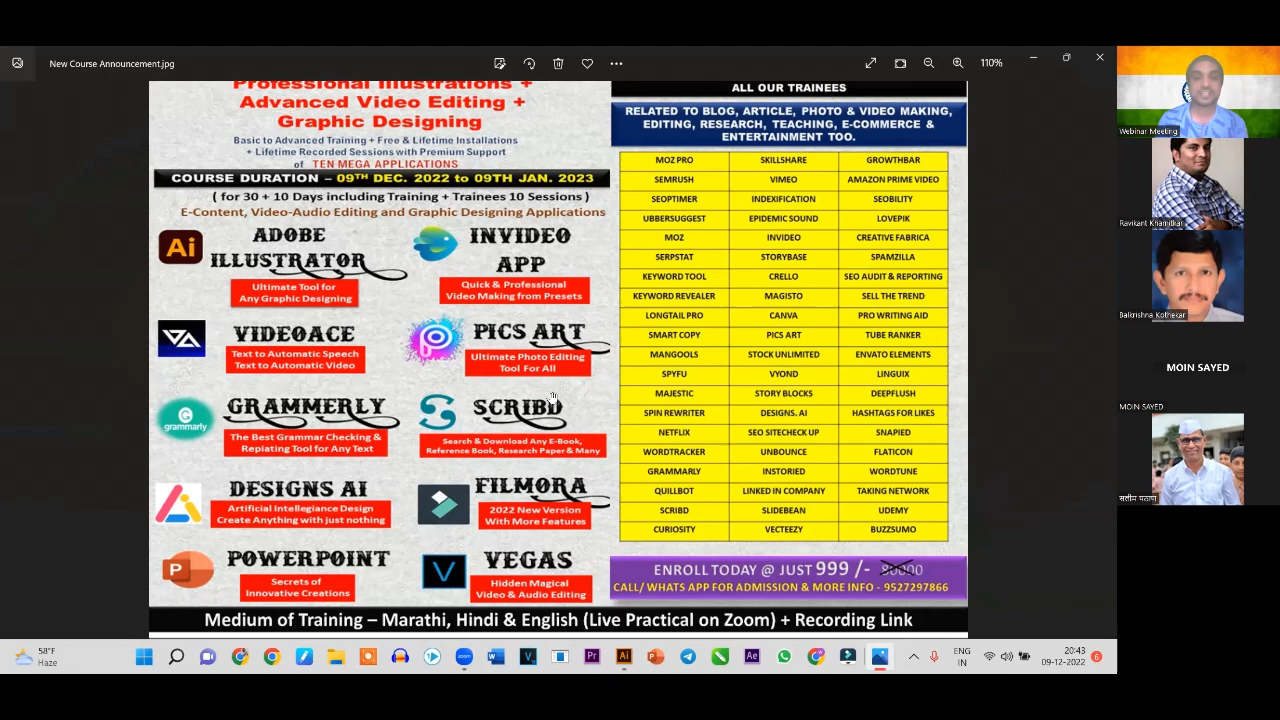 New Course Announcement.jpg
110%
Professional Illustrations +
Advanced Video Editing +
Graphic Designing
Basic to Advanced Training + Free & Lifetime Installations
+ Lifetime Recorded Sessions with Premium Support
of TEN MEGA APPLICATIONS
COURSE DURATION – 09TH DEC. 2022 to 09TH JAN. 2023
( for 30 + 10 Days including Training + Trainees 10 Sessions )
E-Content, Video-Audio Editing and Graphic Designing Applications
Ai
ADOBE
ILLUSTRATOR
Ultimate Tool for
Any Graphic Designing
INVIDEO
APP
Quick & Professional
Video Making from Presets
VIDEOACE
Text to Automatic Speech
Text to Automatic Video
PICS ART
Ultimate Photo Editing
Tool For All
grammarly
GRAMMERLY
The Best Grammar Checking &
Replating Tool for Any Text
SCRIBD
Search & Download Any E-Book,
Reference Book, Research Paper & Many
DESIGNS AI
Artificial Intellegiance Design
Create Anything with just nothing
FILMORA
2022 New Version
With More Features
P
POWERPOINT
Secrets of
Innovative Creations
V
VEGAS
Hidden Magical
Video & Audio Editing
ALL OUR TRAINEES
RELATED TO BLOG, ARTICLE, PHOTO & VIDEO MAKING,
EDITING, RESEARCH, TEACHING, E-COMMERCE &
ENTERTAINMENT TOO.
MOZ PRO SKILLSHARE GROWTHBAR
SEMRUSH VIMEO AMAZON PRIME VIDEO
SEOPTIMER INDEXIFICATION SEOBILITY
UBBERSUGGEST EPIDEMIC SOUND LOVEPIK
MOZ INVIDEO CREATIVE FABRICA
SERPSTAT STORYBASE SPAMZILLA
KEYWORD TOOL CRELLO SEO AUDIT & REPORTING
KEYWORD REVEALER MAGISTO SELL THE TREND
LONGTAIL PRO CANVA PRO WRITING AID
SMART COPY PICS ART TUBE RANKER
MANGOOLS STOCK UNLIMITED ENVATO ELEMENTS
SPYFU VYOND LINGUIX
MAJESTIC STORY BLOCKS DEEPFLUSH
SPIN REWRITER DESIGNS. AI HASHTAGS FOR LIKES
NETFLIX SEO SITECHECK UP SNAPIED
WORDTRACKER UNBOUNCE FLATICON
GRAMMARLY INSTORIED WORDTUNE
QUILLBOT LINKED IN COMPANY TAKING NETWORK
SCRIBD SLIDEBEAN UDEMY
CURIOSITY VECTEEZY BUZZSUMO
ENROLL TODAY @ JUST 999 /-
CALL/ WHATS APP FOR ADMISSION & MORE INFO - 9527297866
Medium of Training – Marathi, Hindi & English (Live Practical on Zoom) + Recording Link
Webinar Meeting
Ravikant Khamitkar
Balkrishna Kothekar
MOIN SAYED
MOIN SAYED
सलीम पठाण
58°F
Haze
zoom
W
V
Pr
Ai
P
Ae
ENG
IN
20:43
09-12-2022
6